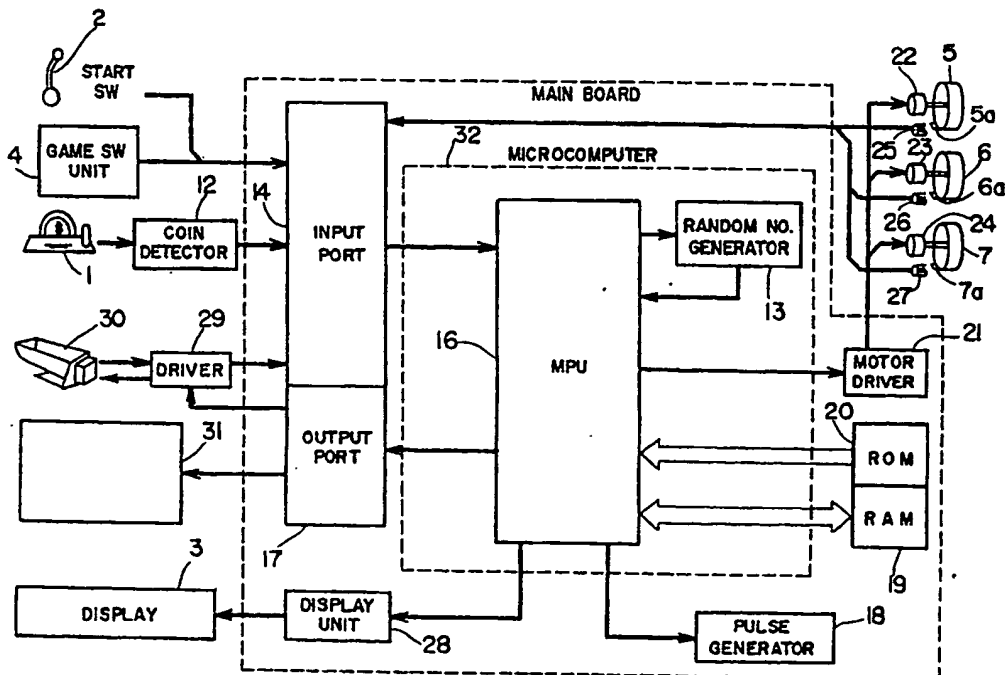 2
START
SW
4
GAME SW
UNIT
12
COIN
DETECTOR
1
30
29
DRIVER
31
3
DISPLAY
DISPLAY
UNIT
28
MAIN BOARD
32
MICROCOMPUTER
14
INPUT
PORT
OUTPUT
PORT
17
16
MPU
RANDOM NO.
GENERATOR
13
22
5
5a
25
23
6
6a
26
24
7
27
7a
21
MOTOR
DRIVER
20
ROM
RAM
19
PULSE
GENERATOR
18